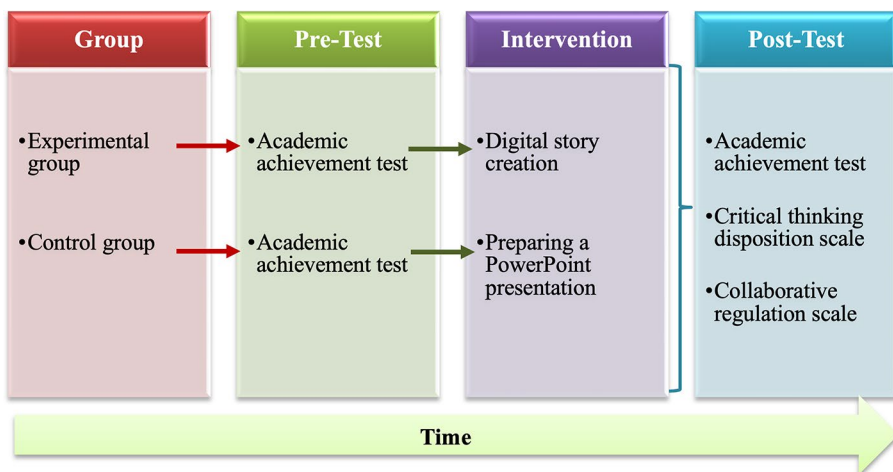 Group
Pre-Test
Intervention
Post-Test
•Experimental
group
•Academic
achievement test
•Digital story
creation
•Academic
achievement test
•Control group
•Academic
achievement test
•Preparing a
PowerPoint
presentation
•Critical thinking
disposition scale
•Collaborative
regulation scale
Time